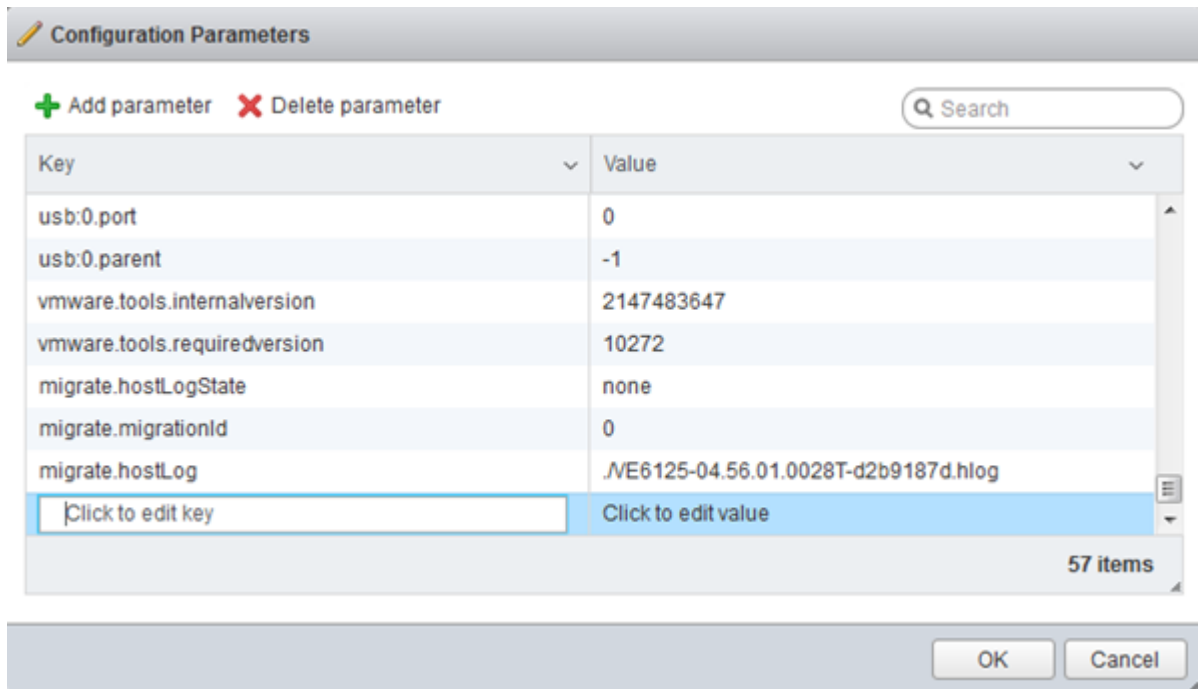 Configuration Parameters
Add parameter Delete parameter Search
Key Value
usb:0.port 0
usb:0.parent -1
vmware.tools.internalversion 2147483647
vmware.tools.requiredversion 10272
migrate.hostLogState none
migrate.migrationId 0
migrate.hostLog ./VE6125-04.56.01.0028T-d2b9187d.hlog
Click to edit key Click to edit value
57 items
OK Cancel